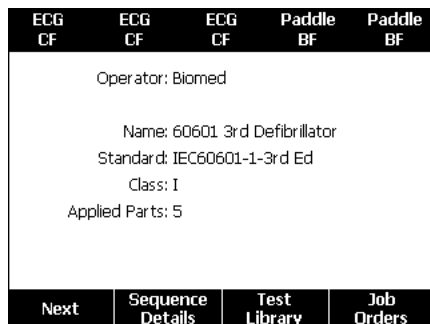 ECG ECG ECG Paddle Paddle
CF CF CF BF BF
Operator: Biomed
Name: 60601 3rd Defibrillator
Standard: IEC60601-1-3rd Ed
Class: I
Applied Parts: 5
Next Sequence Test Job
Details Library Orders